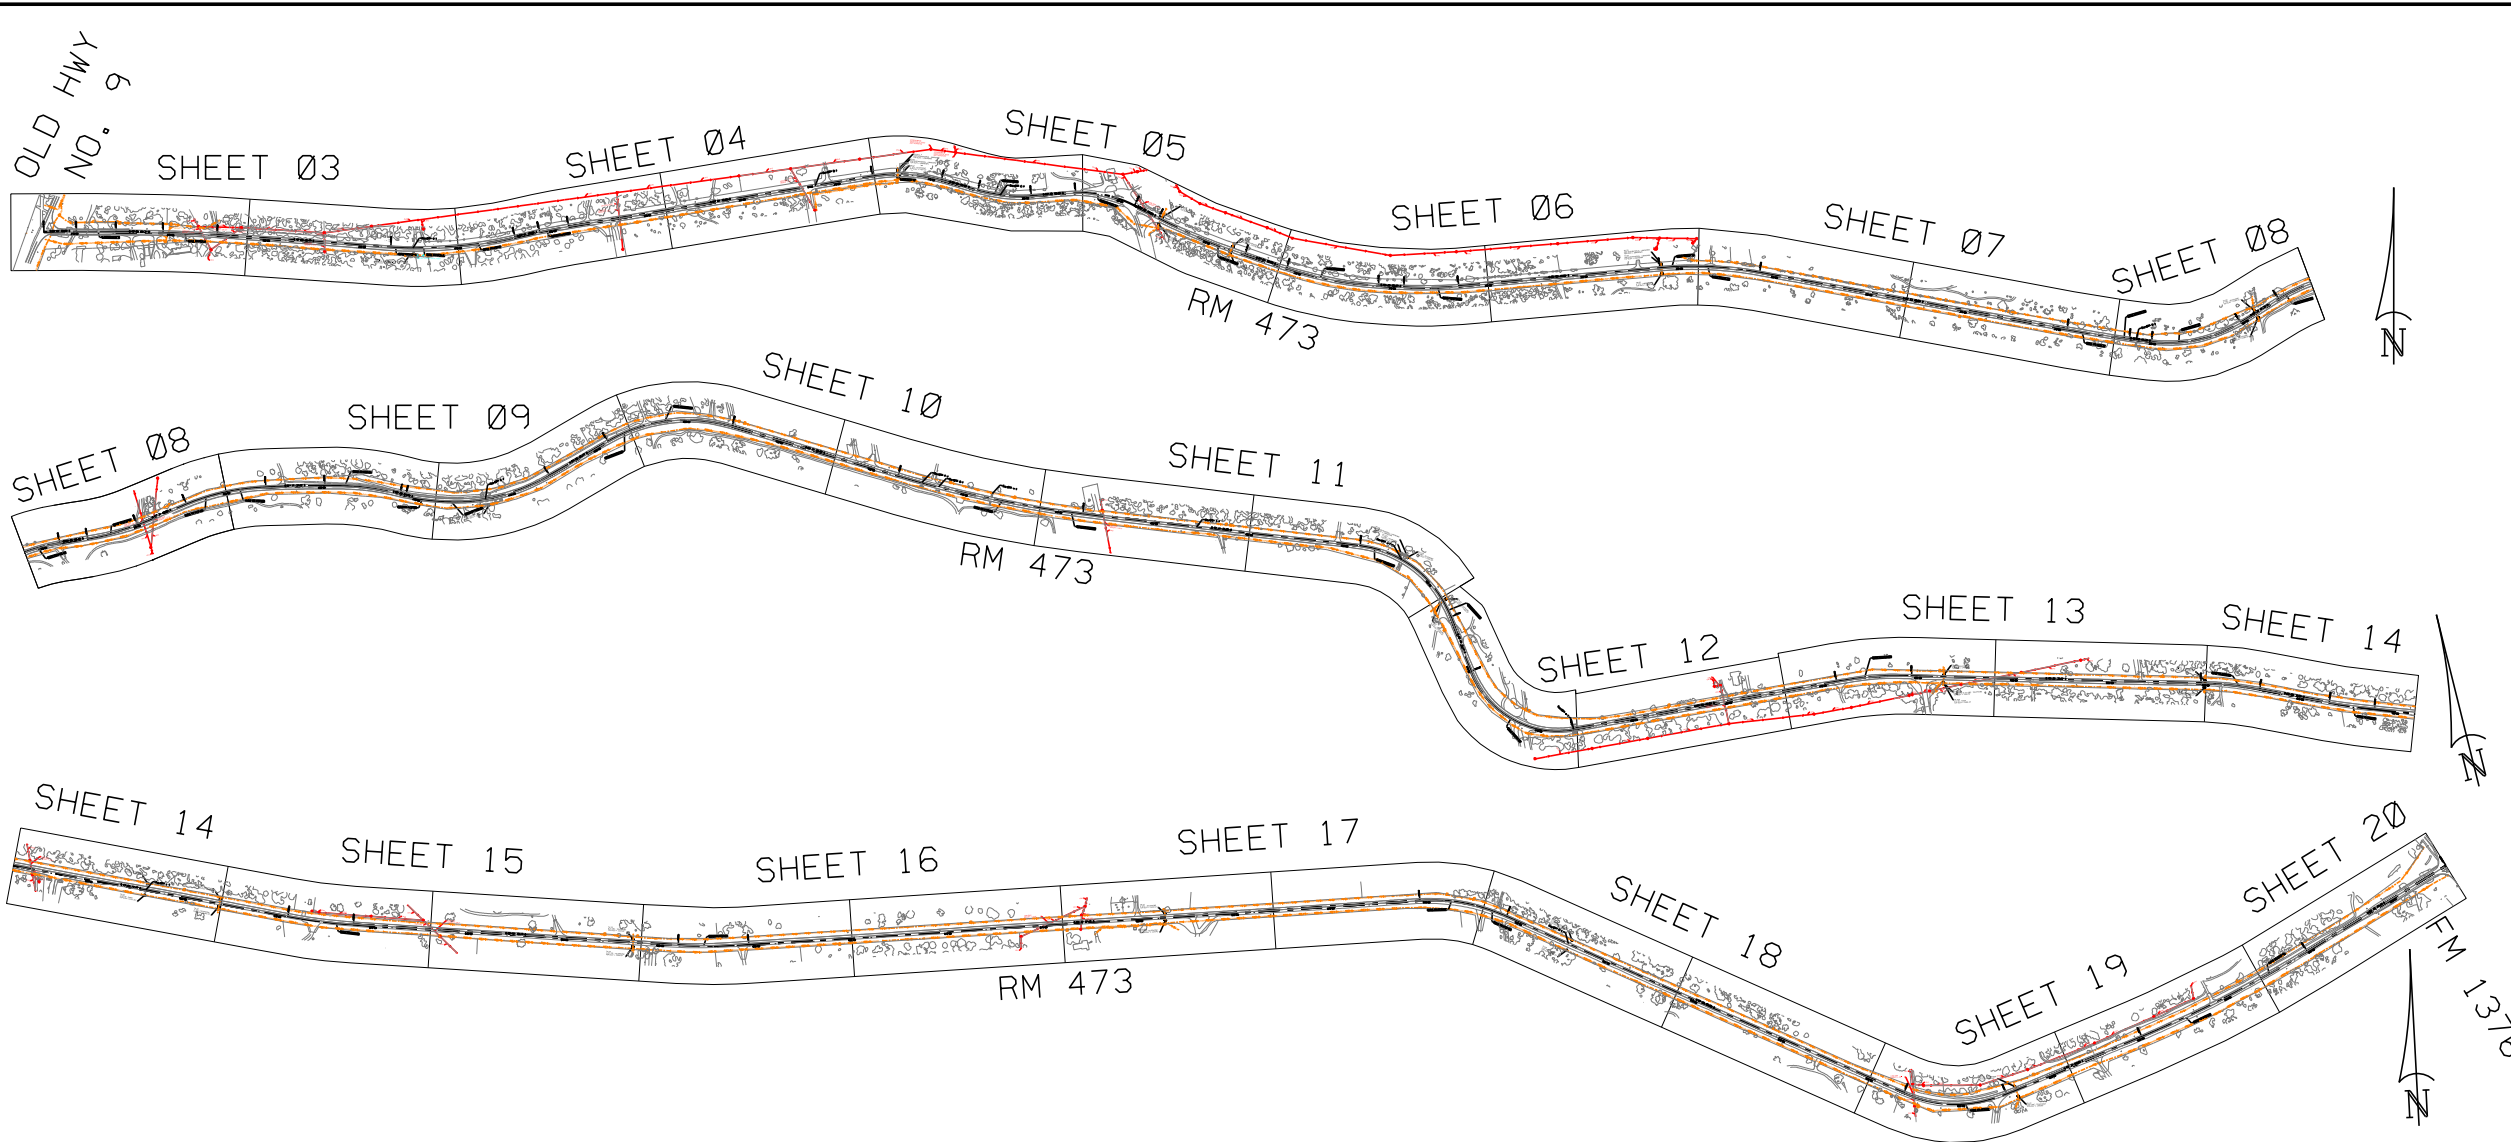 OLD HWY
NO. 9
SHEET 03
SHEET 04
SHEET 05
SHEET 06
SHEET 07
SHEET 08
RM 473
N
SHEET 08
SHEET 09
SHEET 10
SHEET 11
RM 473
SHEET 12
SHEET 13
SHEET 14
N
SHEET 14
SHEET 15
SHEET 16
SHEET 17
RM 473
SHEET 18
SHEET 19
SHEET 20
FM 1376
N